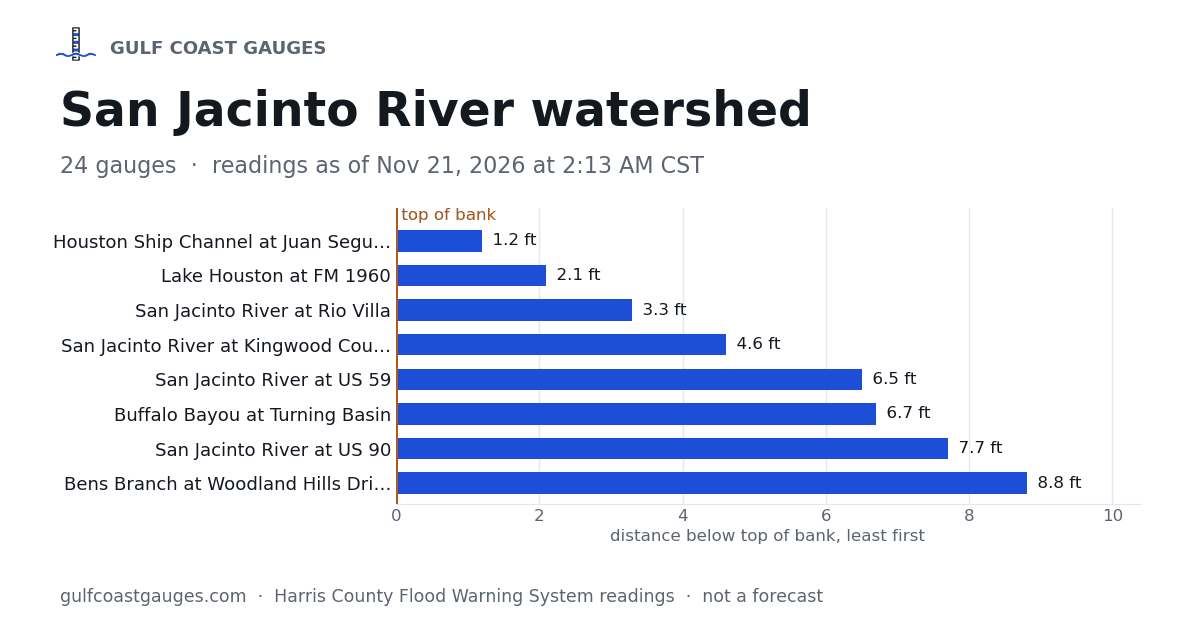 GULF COAST GAUGES
San Jacinto River watershed
24 gauges · readings as of Nov 21, 2026 at 2:13 AM CST
top of bank
Houston Ship Channel at Juan Segu… 1.2 ft
Lake Houston at FM 1960 2.1 ft
San Jacinto River at Rio Villa 3.3 ft
San Jacinto River at Kingwood Cou… 4.6 ft
San Jacinto River at US 59 6.5 ft
Buffalo Bayou at Turning Basin 6.7 ft
San Jacinto River at US 90 7.7 ft
Bens Branch at Woodland Hills Dri… 8.8 ft
0 2 4 6 8 10
distance below top of bank, least first
gulfcoastgauges.com · Harris County Flood Warning System readings · not a forecast